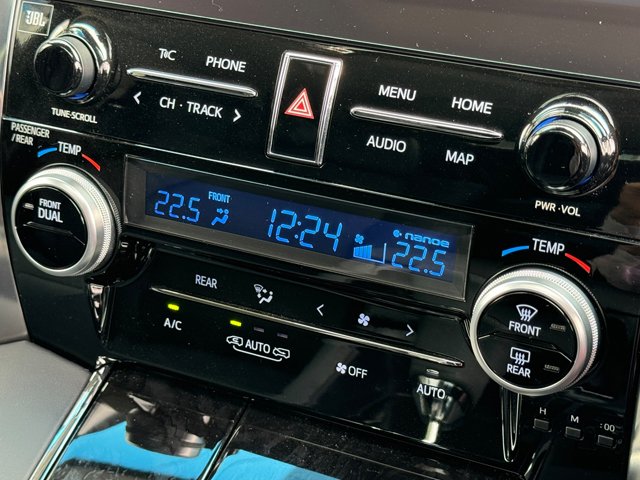 JBL
T\C PHONE
CH · TRACK
TUNE·SCROLL
MENU HOME
AUDIO MAP
PWR·VOL
PASSENGER
/REAR
TEMP
FRONT
DUAL
FRONT
22.5 12:24 nanoe 22.5
TEMP
FRONT
REAR
REAR
A/C
AUTO
OFF
AUTO
H M :00